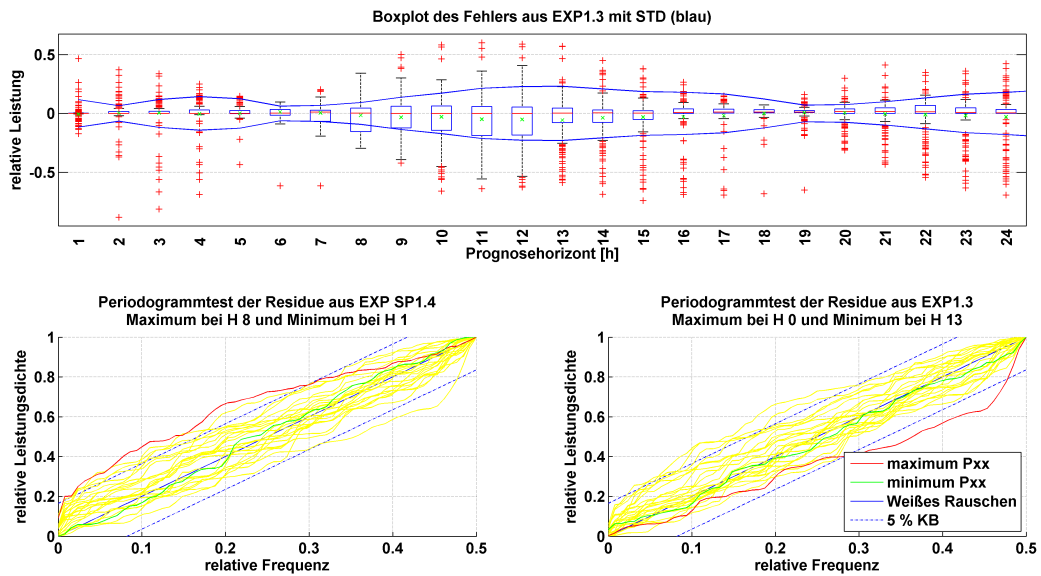 Boxplot des Fehlers aus EXP1.3 mit STD (blau)
relative Leistung
0.5
0
-0.5
1 2 3 4 5 6 7 8 9 10 11 12 13 14 15 16 17 18 19 20 21 22 23 24
Prognosehorizont [h]
Periodogrammtest der Residue aus EXP SP1.4
Maximum bei H 8 und Minimum bei H 1
relative Leistungsdichte
1
0.8
0.6
0.4
0.2
0
0 0.1 0.2 0.3 0.4 0.5
relative Frequenz
Periodogrammtest der Residue aus EXP1.3
Maximum bei H 0 und Minimum bei H 13
relative Leistungsdichte
1
0.8
0.6
0.4
0.2
0
maximum Pxx
minimum Pxx
Weißes Rauschen
5 % KB
0 0.1 0.2 0.3 0.4 0.5
relative Frequenz